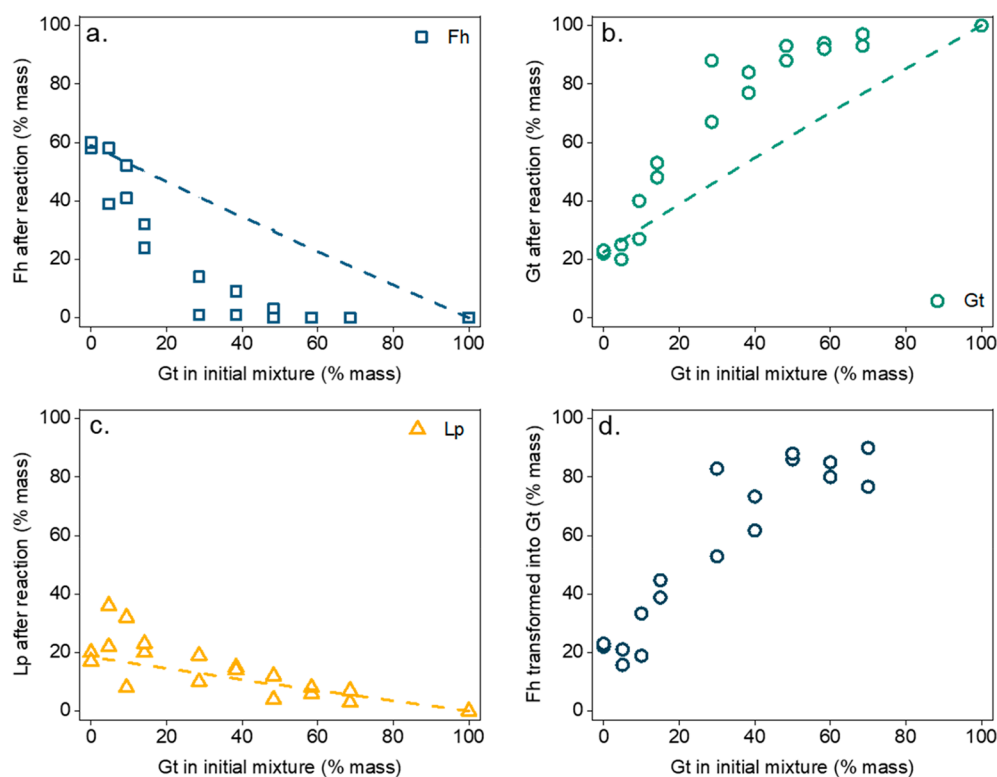 a.
Fh
100
80
60
40
20
0
Fh after reaction (% mass)
0 20 40 60 80 100
Gt in initial mixture (% mass)
b.
Gt
100
80
60
40
20
0
Gt after reaction (% mass)
0 20 40 60 80 100
Gt in initial mixture (% mass)
c.
Lp
100
80
60
40
20
0
Lp after reaction (% mass)
0 20 40 60 80 100
Gt in initial mixture (% mass)
d.
100
80
60
40
20
0
Fh transformed into Gt (% mass)
0 20 40 60 80 100
Gt in initial mixture (% mass)